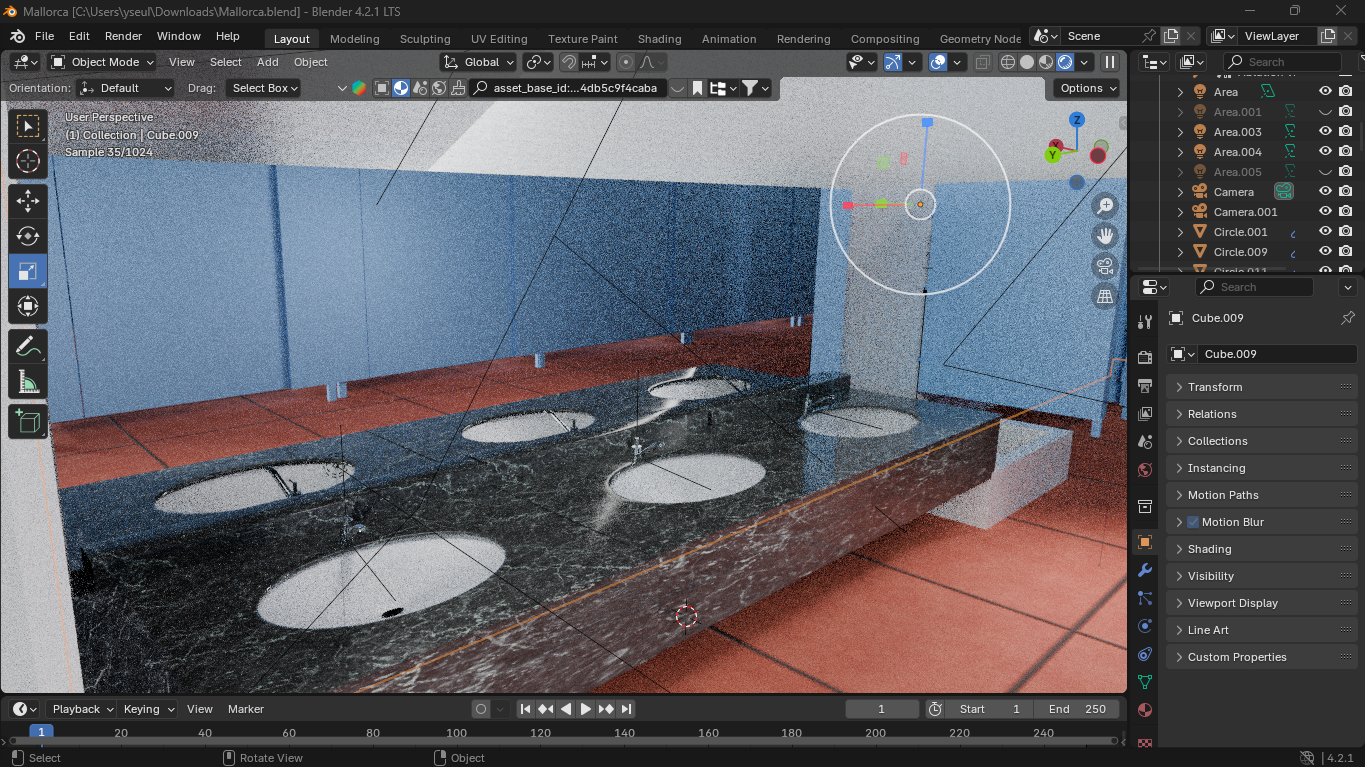 Mallorca [C:\Users\yseul\Downloads\Mallorca.blend] - Blender 4.2.1 LTS
File Edit Render Window Help Layout Modeling Sculpting UV Editing Texture Paint Shading Animation Rendering Compositing Geometry Node Scene ViewLayer
Object Mode View Select Add Object Global Search
Orientation: Default Drag: Select Box asset_base_id:...4db5c9f4caba Options
User Perspective
(1) Collection | Cube.009
Sample 35/1024
Z
Y
Area
Area.001
Area.003
Area.004
Area.005
Camera
Camera.001
Circle.001
Circle.009
Circle.011
Search
Cube.009
Cube.009
Transform
Relations
Collections
Instancing
Motion Paths
Motion Blur
Shading
Visibility
Viewport Display
Line Art
Custom Properties
Playback Keying View Marker 1 Start 1 End 250
1 20 40 60 80 100 120 140 160 180 200 220 240
Select Rotate View Object 4.2.1